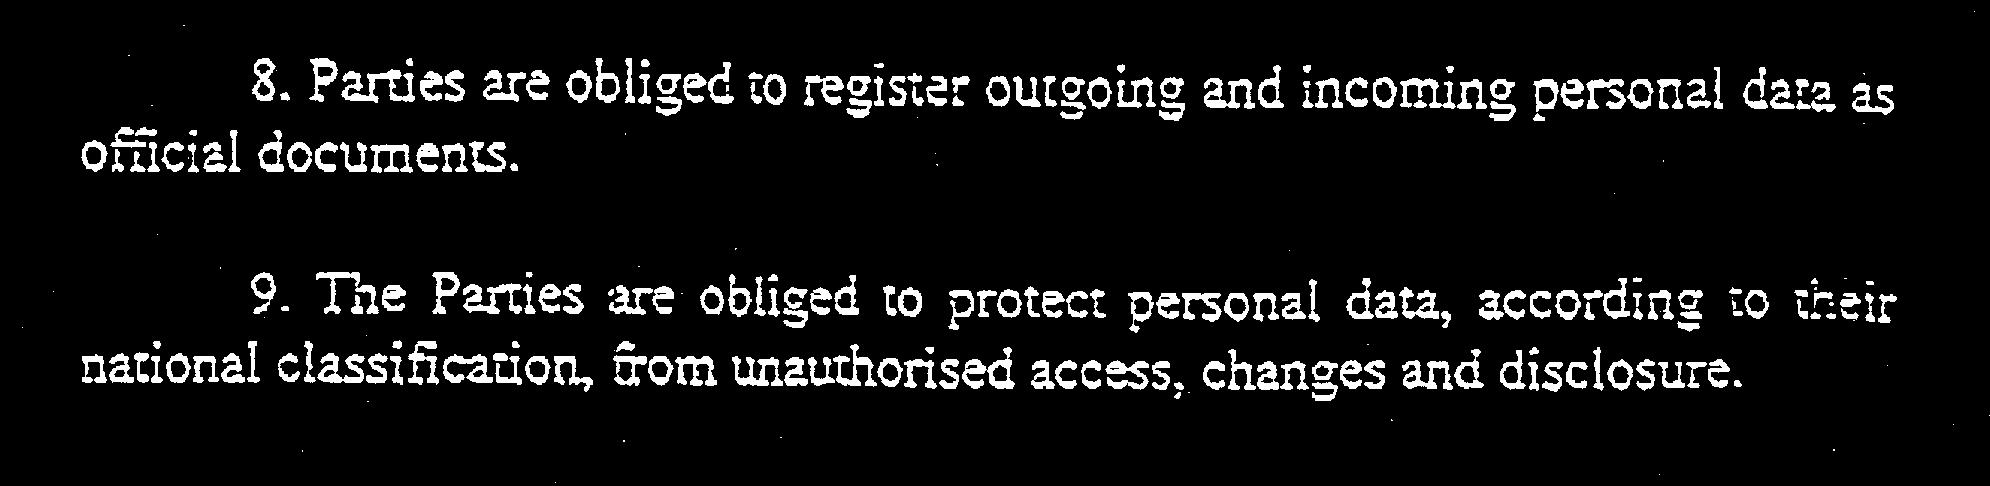 8. Parties are obliged to register outgoing and incoming personal data as
official documents.
9. The Parties are obliged to protect personal data, according to their
national classification, from unauthorised access, changes and disclosure.